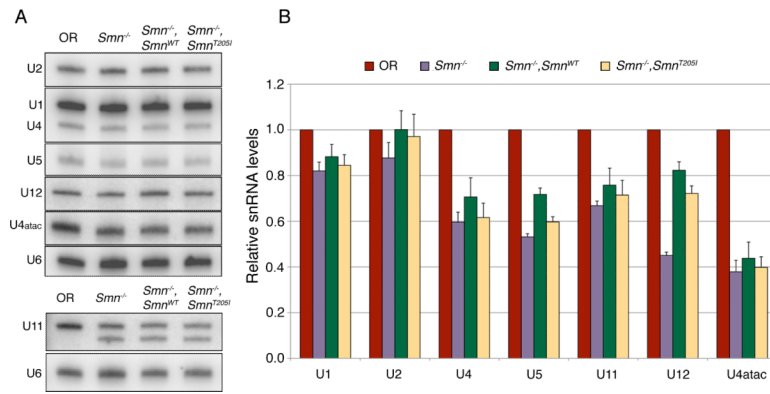 A
OR Smn-/- Smn-/-, SmnWT Smn-/-, SmnT205I
U2
U1
U4
U5
U12
U4atac
U6
OR Smn-/- Smn-/-, SmnWT Smn-/-, SmnT205I
U11
U6
B
OR Smn-/- Smn-/-,SmnWT Smn-/-,SmnT205I
Relative snRNA levels
1.2
1.0
0.8
0.6
0.4
0.2
0.0
U1 U2 U4 U5 U11 U12 U4atac